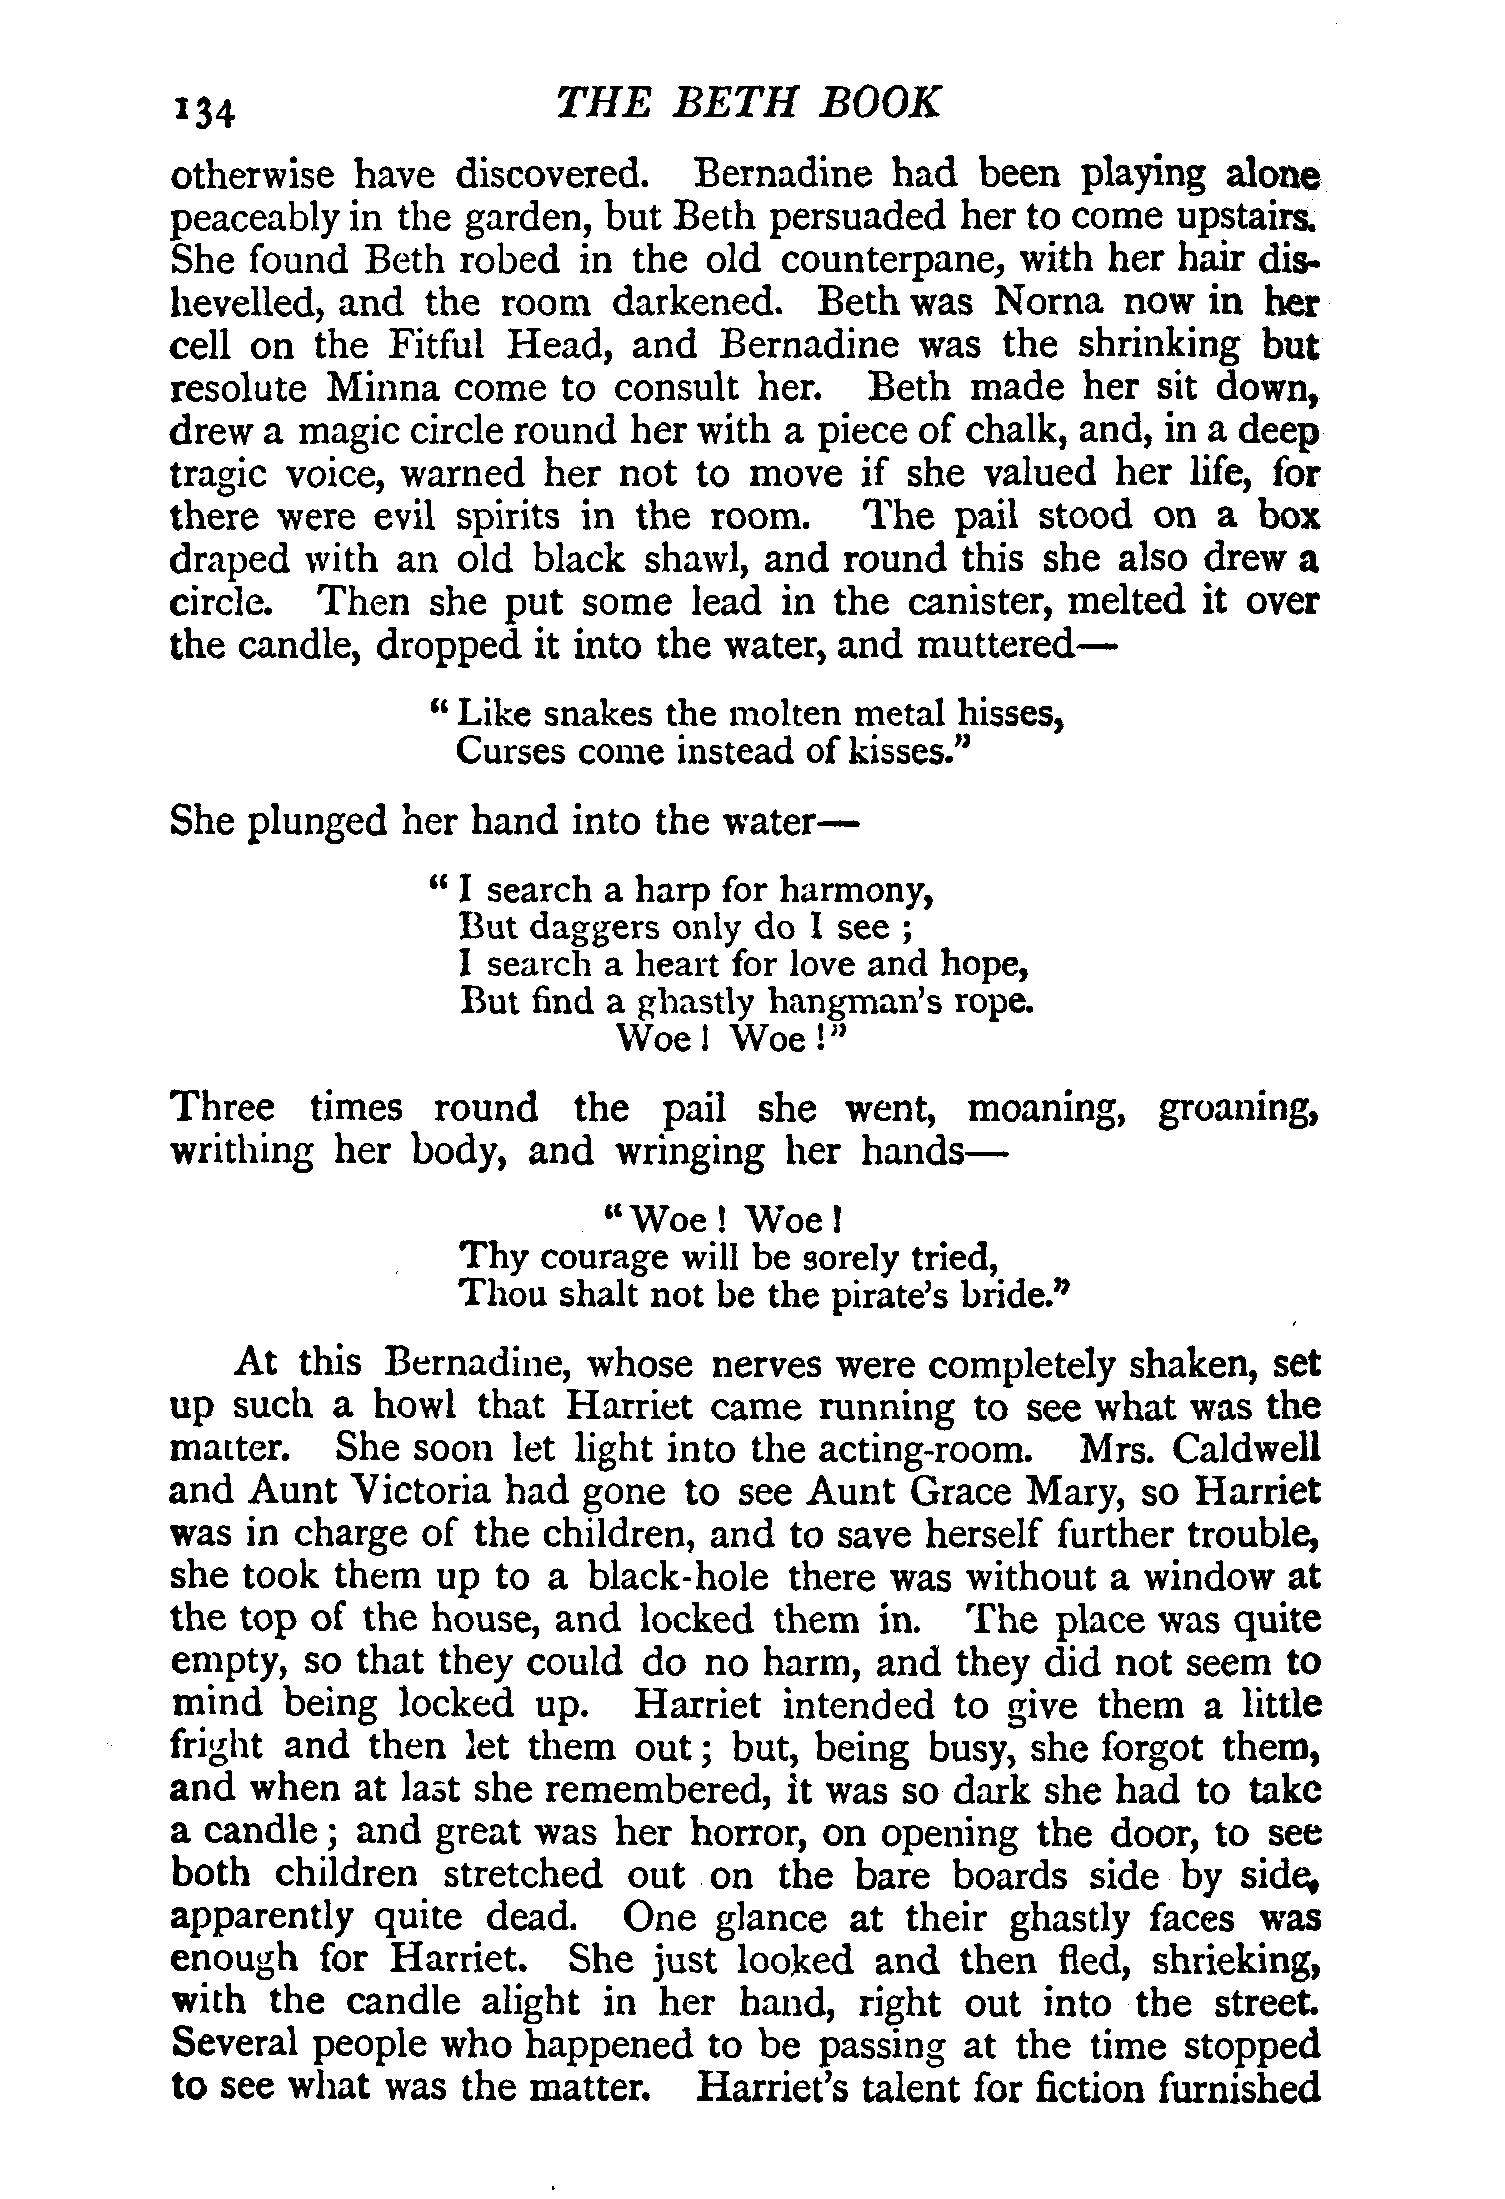 134 THE BETH BOOK
otherwise have discovered. Bernadine had been playing alone
peaceably in the garden, but Beth persuaded her to come upstairs.
She found Beth robed in the old counterpane, with her hair dis-
hevelled, and the room darkened. Beth was Norna now in her
cell on the Fitful Head, and Bernadine was the shrinking but
resolute Minna come to consult her. Beth made her sit down,
drew a magic circle round her with a piece of chalk, and, in a deep
tragic voice, warned her not to move if she valued her life, for
there were evil spirits in the room. The pail stood on a box
draped with an old black shawl, and round this she also drew a
circle. Then she put some lead in the canister, melted it over
the candle, dropped it into the water, and muttered—
“ Like snakes the molten metal hisses,
Curses come instead of kisses.”
She plunged her hand into the water—
“ I search a harp for harmony,
But daggers only do I see ;
I search a heart for love and hope,
But find a ghastly hangman's rope.
Woe ! Woe !”
Three times round the pail she went, moaning, groaning,
writhing her body, and wringing her hands—
“ Woe ! Woe !
Thy courage will be sorely tried,
Thou shalt not be the pirate's bride.”
At this Bernadine, whose nerves were completely shaken, set
up such a howl that Harriet came running to see what was the
matter. She soon let light into the acting-room. Mrs. Caldwell
and Aunt Victoria had gone to see Aunt Grace Mary, so Harriet
was in charge of the children, and to save herself further trouble,
she took them up to a black-hole there was without a window at
the top of the house, and locked them in. The place was quite
empty, so that they could do no harm, and they did not seem to
mind being locked up. Harriet intended to give them a little
fright and then let them out ; but, being busy, she forgot them,
and when at last she remembered, it was so dark she had to take
a candle ; and great was her horror, on opening the door, to see
both children stretched out on the bare boards side by side,
apparently quite dead. One glance at their ghastly faces was
enough for Harriet. She just looked and then fled, shrieking,
with the candle alight in her hand, right out into the street.
Several people who happened to be passing at the time stopped
to see what was the matter. Harriet's talent for fiction furnished